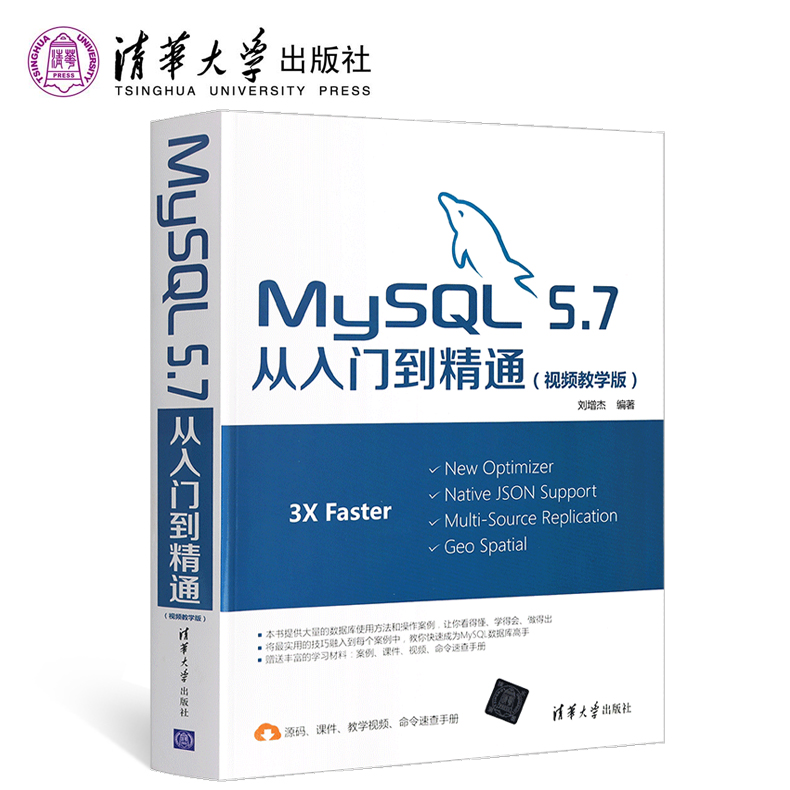 TSINGHUA UNIVERSITY
清華
PRESS
清華大学出版社
TSINGHUA UNIVERSITY PRESS
MySQL 5.7
从入门到精通
(视频教学版)
清华大学出版社
MySQL 5.7
从入门到精通(视频教学版)
刘增杰 编著
3X Faster
✓ New Optimizer
✓ Native JSON Support
✓ Multi-Source Replication
✓ Geo Spatial
▪ 本书提供大量的数据库使用方法和操作案例,让你看得懂、学得会、做得出
▪ 将最实用的技巧融入到每个案例中,教你快速成为MySQL数据库高手
▪ 赠送丰富的学习材料:案例、课件、视频、命令速查手册
源码、课件、教学视频、命令速查手册
清华大学出版社